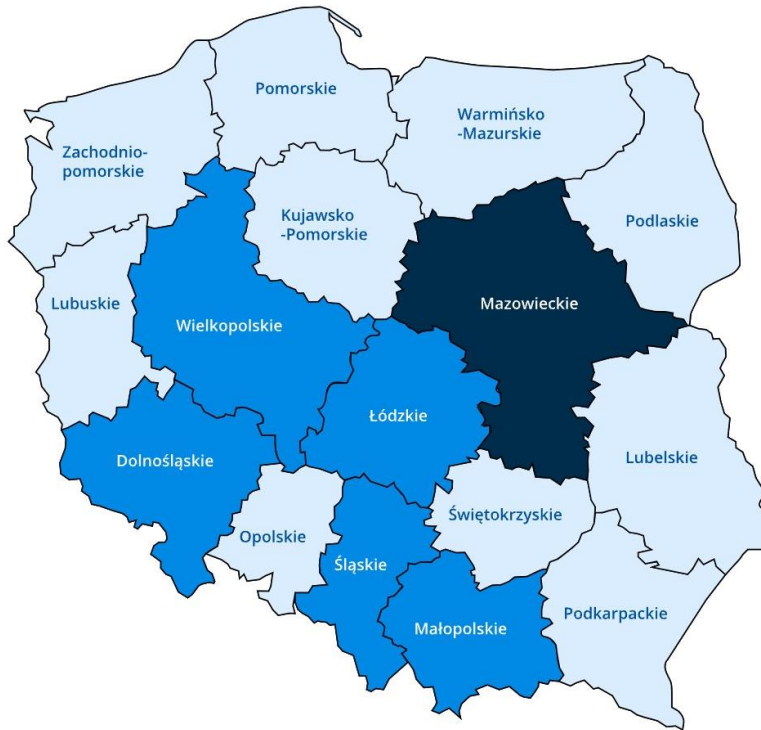 Pomorskie
Warmińsko
-Mazurskie
Zachodnio-
pomorskie
Kujawsko
-Pomorskie
Podlaskie
Lubuskie
Wielkopolskie
Mazowieckie
Łódzkie
Dolnośląskie
Lubelskie
Opolskie
Świętokrzyskie
Śląskie
Małopolskie
Podkarpackie